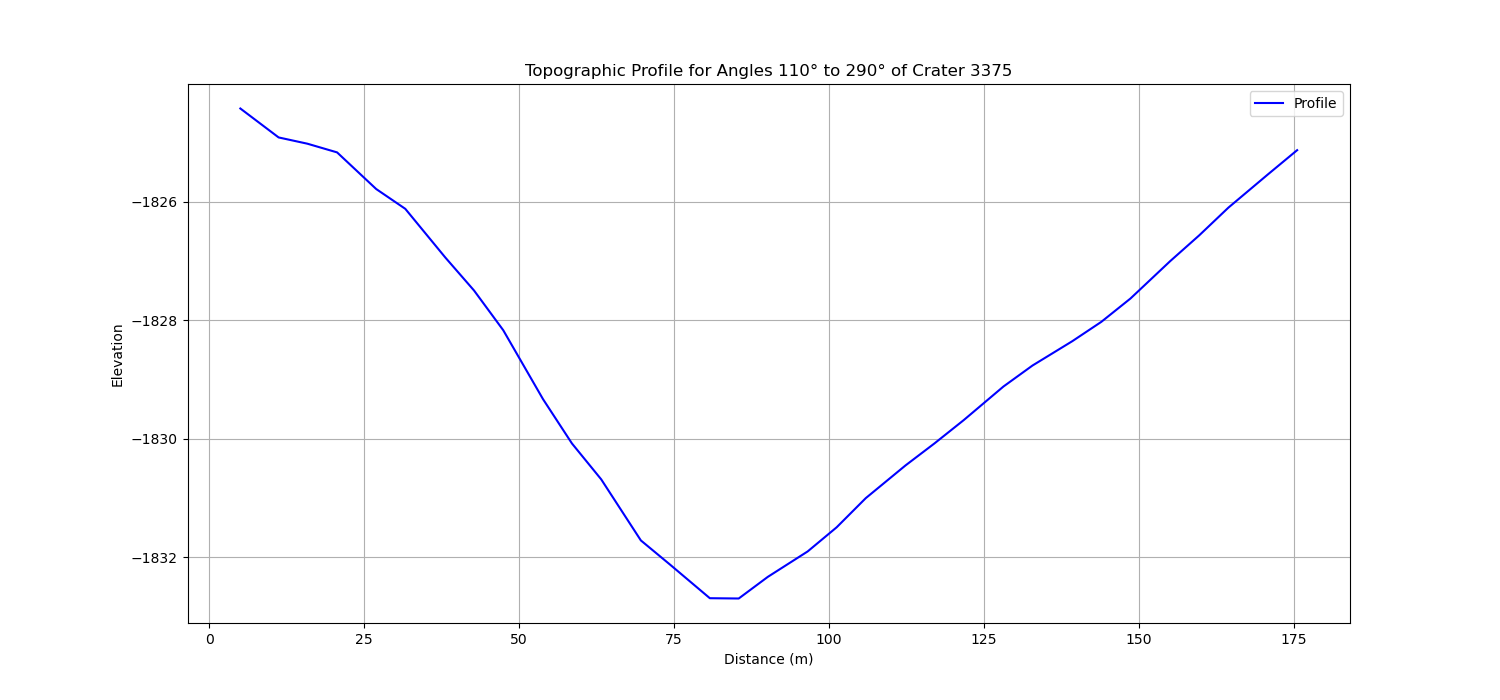 Topographic Profile for Angles 110° to 290° of Crater 3375
Profile
−1826
−1828
−1830
−1832
Elevation
0 25 50 75 100 125 150 175
Distance (m)